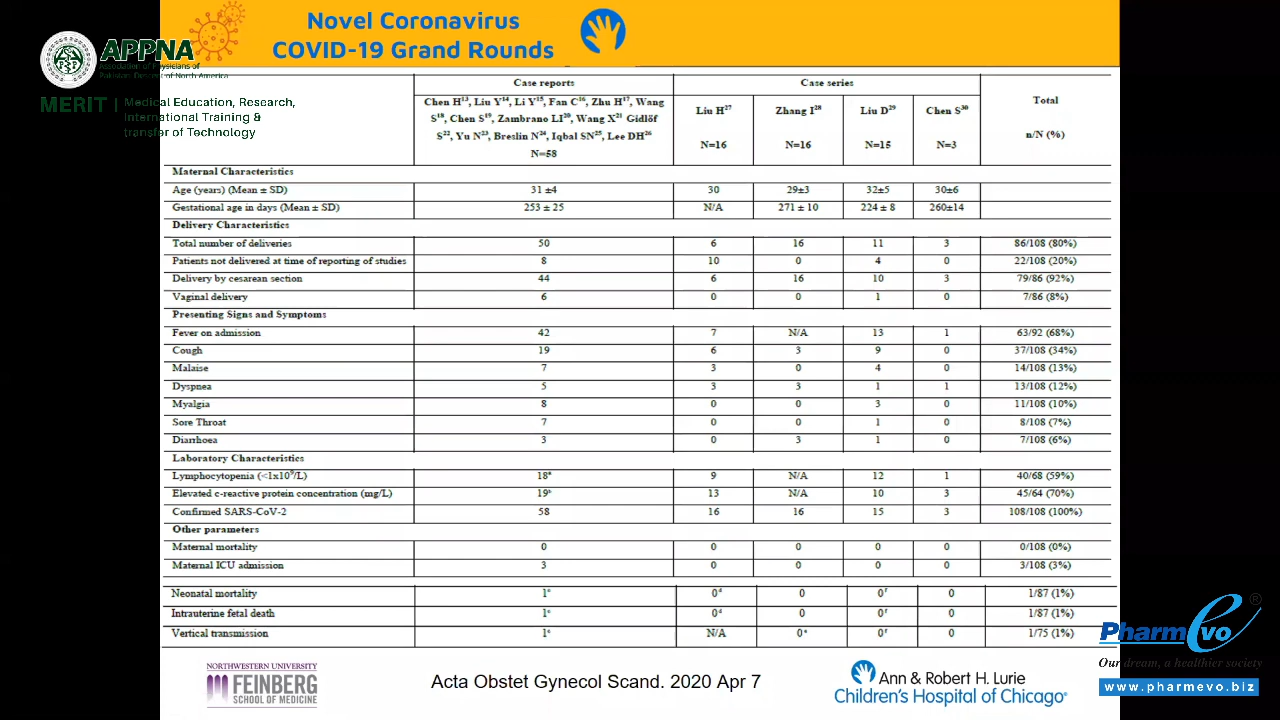 Novel Coronavirus
COVID-19 Grand Rounds
APPNA
Association of Physicians of
Pakistani Descent of North America
MERIT | Medical Education, Research,
International Training &
transfer of Technology
Case reports Case series Total n/N (%)
Chen H13, Liu Y14, Li Y15, Fan C16, Zhu H17, Wang
S18, Chen S19, Zambrano LI20, Wang X21 Gidlöf
S22, Yu N23, Breslin N24, Iqbal SN25, Lee DH26
N=58
Liu H27 Zhang I28 Liu D29 Chen S30
N=16 N=16 N=15 N=3
Maternal Characteristics
Age (years) (Mean ± SD) 31 ±4 30 29±3 32±5 30±6
Gestational age in days (Mean ± SD) 253 ± 25 N/A 271 ± 10 224 ± 8 260±14
Delivery Characteristics
Total number of deliveries 50 6 16 11 3 86/108 (80%)
Patients not delivered at time of reporting of studies 8 10 0 4 0 22/108 (20%)
Delivery by cesarean section 44 6 16 10 3 79/86 (92%)
Vaginal delivery 6 0 0 1 0 7/86 (8%)
Presenting Signs and Symptoms
Fever on admission 42 7 N/A 13 1 63/92 (68%)
Cough 19 6 3 9 0 37/108 (34%)
Malaise 7 3 0 4 0 14/108 (13%)
Dyspnea 5 3 3 1 1 13/108 (12%)
Myalgia 8 0 0 3 0 11/108 (10%)
Sore Throat 7 0 0 1 0 8/108 (7%)
Diarrhoea 3 0 3 1 0 7/108 (6%)
Laboratory Characteristics
Lymphocytopenia (<1x10⁹/L) 18ᵃ 9 N/A 12 1 40/68 (59%)
Elevated c-reactive protein concentration (mg/L) 19ᵇ 13 N/A 10 3 45/64 (70%)
Confirmed SARS-CoV-2 58 16 16 15 3 108/108 (100%)
Other parameters
Maternal mortality 0 0 0 0 0 0/108 (0%)
Maternal ICU admission 3 0 0 0 0 3/108 (3%)
Neonatal mortality 1ᶜ 0ᵈ 0 0ᶠ 0 1/87 (1%)
Intrauterine fetal death 1ᶜ 0ᵈ 0 0ᶠ 0 1/87 (1%)
Vertical transmission 1ᶜ N/A 0ᵉ 0ᶠ 0 1/75 (1%)
NORTHWESTERN UNIVERSITY
FEINBERG
SCHOOL OF MEDICINE
Acta Obstet Gynecol Scand. 2020 Apr 7
Ann & Robert H. Lurie
Children's Hospital of Chicago®
PharmEvo ®
Our dream, a healthier society
www.pharmevo.biz